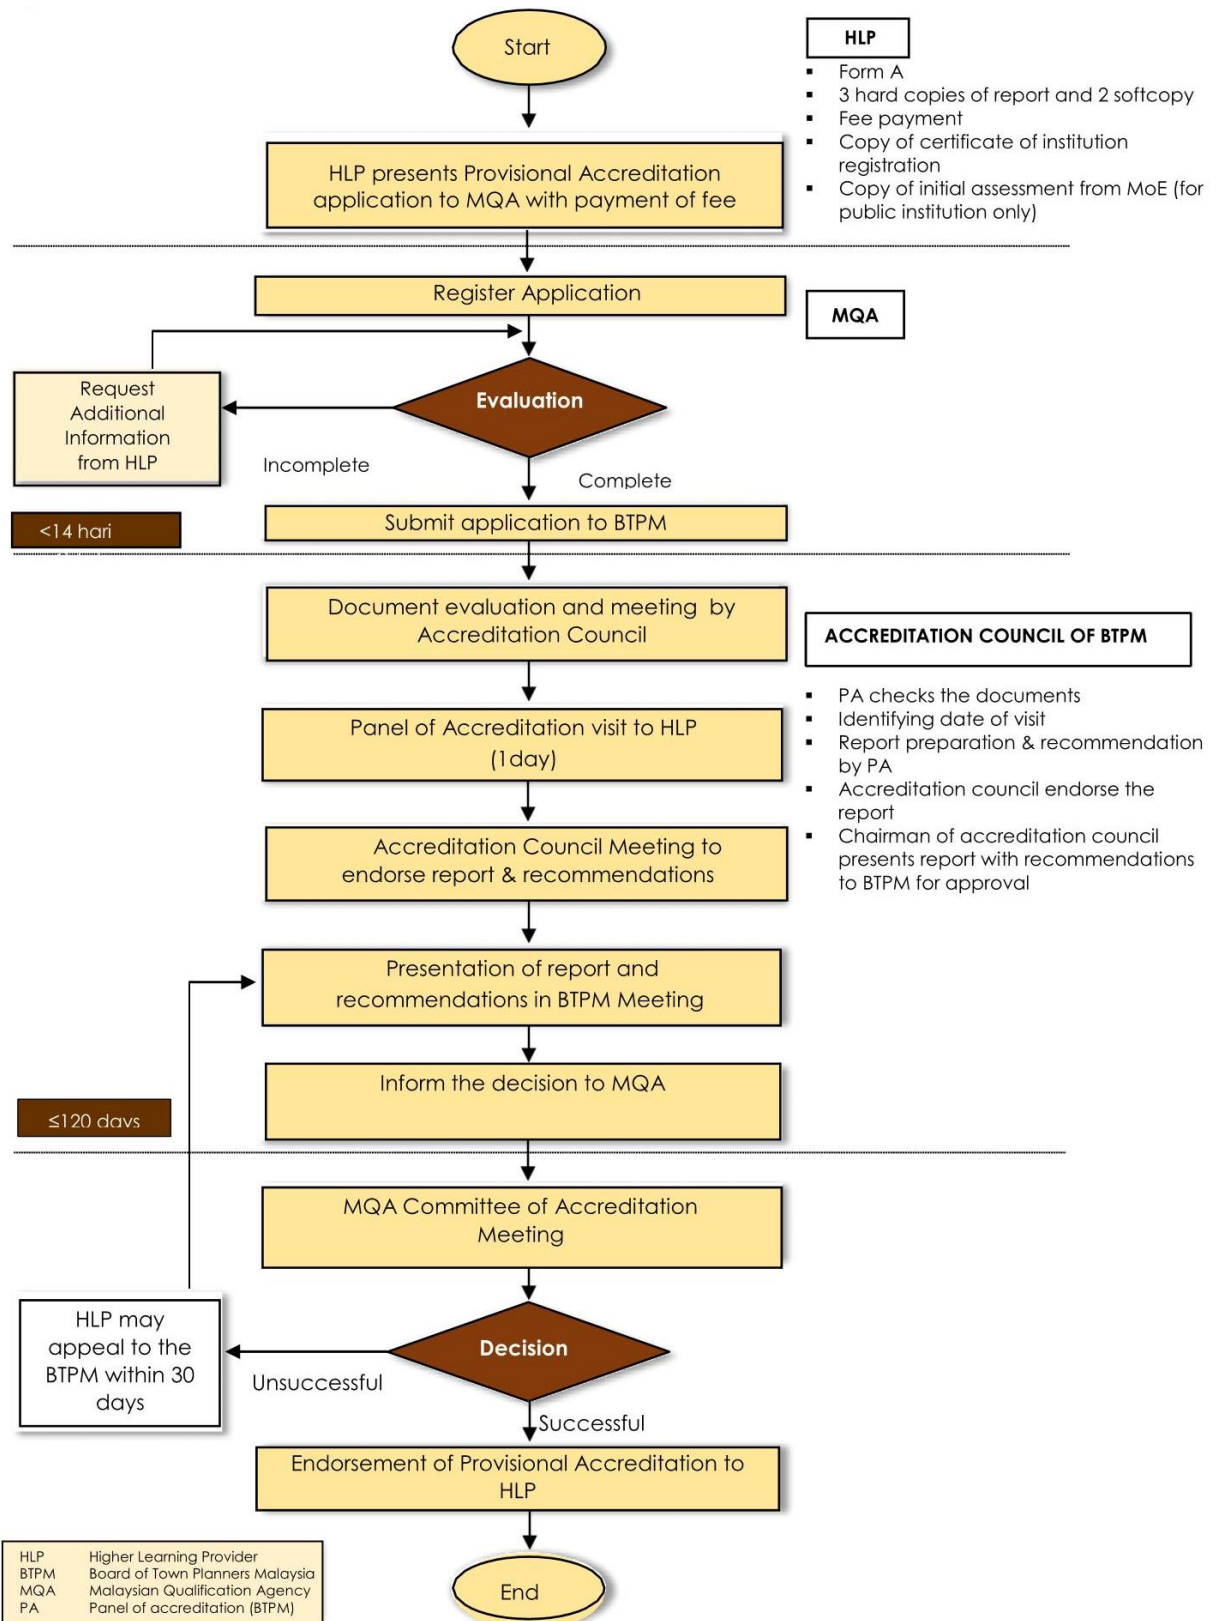 Start
HLP
▪ Form A
▪ 3 hard copies of report and 2 softcopy
▪ Fee payment
▪ Copy of certificate of institution
registration
▪ Copy of initial assessment from MoE (for
public institution only)
HLP presents Provisional Accreditation
application to MQA with payment of fee
Register Application
MQA
Request
Additional
Information
from HLP
Evaluation
Incomplete
Complete
<14 hari
Submit application to BTPM
Document evaluation and meeting by
Accreditation Council
ACCREDITATION COUNCIL OF BTPM
▪ PA checks the documents
▪ Identifying date of visit
▪ Report preparation & recommendation
by PA
▪ Accreditation council endorse the
report
▪ Chairman of accreditation council
presents report with recommendations
to BTPM for approval
Panel of Accreditation visit to HLP
(1day)
Accreditation Council Meeting to
endorse report & recommendations
Presentation of report and
recommendations in BTPM Meeting
Inform the decision to MQA
≤120 days
MQA Committee of Accreditation
Meeting
HLP may
appeal to the
BTPM within 30
days
Decision
Unsuccessful
Successful
Endorsement of Provisional Accreditation to
HLP
HLP Higher Learning Provider
BTPM Board of Town Planners Malaysia
MQA Malaysian Qualification Agency
PA Panel of accreditation (BTPM)
End